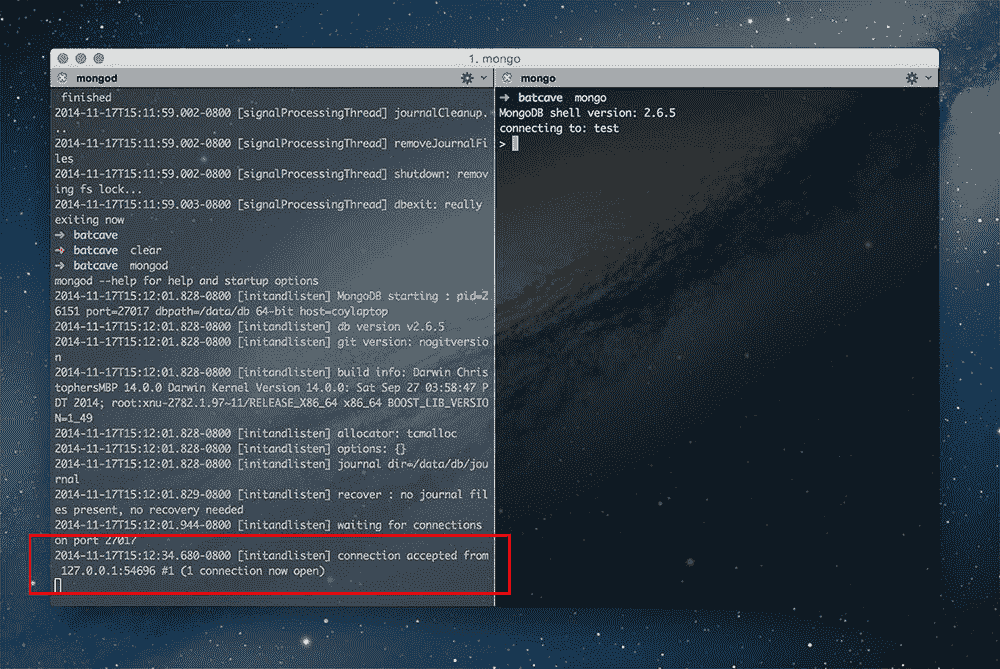 1. mongo
mongod
finished
2014-11-17T15:11:59.002-0800 [signalProcessingThread] journalCleanup.
..
2014-11-17T15:11:59.002-0800 [signalProcessingThread] removeJournalFi
les
2014-11-17T15:11:59.002-0800 [signalProcessingThread] shutdown: remov
ing fs lock...
2014-11-17T15:11:59.003-0800 [signalProcessingThread] dbexit: really
exiting now
→ batcave
→ batcave clear
→ batcave mongod
mongod --help for help and startup options
2014-11-17T15:12:01.828-0800 [initandlisten] MongoDB starting : pid=2
6151 port=27017 dbpath=/data/db 64-bit host=coylaptop
2014-11-17T15:12:01.828-0800 [initandlisten] db version v2.6.5
2014-11-17T15:12:01.828-0800 [initandlisten] git version: nogitversio
n
2014-11-17T15:12:01.828-0800 [initandlisten] build info: Darwin Chris
tophersMBP 14.0.0 Darwin Kernel Version 14.0.0: Sat Sep 27 03:58:47 P
DT 2014; root:xnu-2782.1.97~11/RELEASE_X86_64 x86_64 BOOST_LIB_VERSIO
N=1_49
2014-11-17T15:12:01.828-0800 [initandlisten] allocator: tcmalloc
2014-11-17T15:12:01.828-0800 [initandlisten] options: {}
2014-11-17T15:12:01.828-0800 [initandlisten] journal dir=/data/db/jou
rnal
2014-11-17T15:12:01.829-0800 [initandlisten] recover : no journal fil
es present, no recovery needed
2014-11-17T15:12:01.944-0800 [initandlisten] waiting for connections
on port 27017
2014-11-17T15:12:34.680-0800 [initandlisten] connection accepted from
127.0.0.1:54696 #1 (1 connection now open)
mongo
→ batcave mongo
MongoDB shell version: 2.6.5
connecting to: test
>